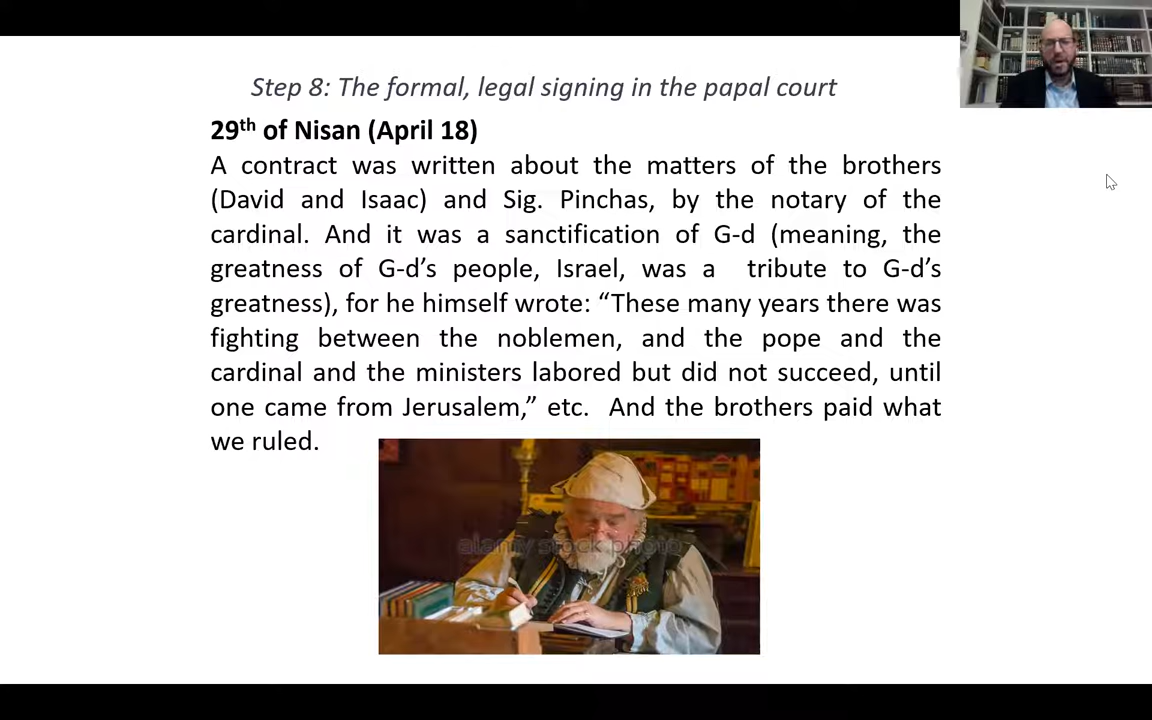 Step 8: The formal, legal signing in the papal court
29th of Nisan (April 18)
A contract was written about the matters of the brothers
(David and Isaac) and Sig. Pinchas, by the notary of the
cardinal. And it was a sanctification of G-d (meaning, the
greatness of G-d’s people, Israel, was a tribute to G-d’s
greatness), for he himself wrote: “These many years there was
fighting between the noblemen, and the pope and the
cardinal and the ministers labored but did not succeed, until
one came from Jerusalem,” etc. And the brothers paid what
we ruled.
alamy stock photo